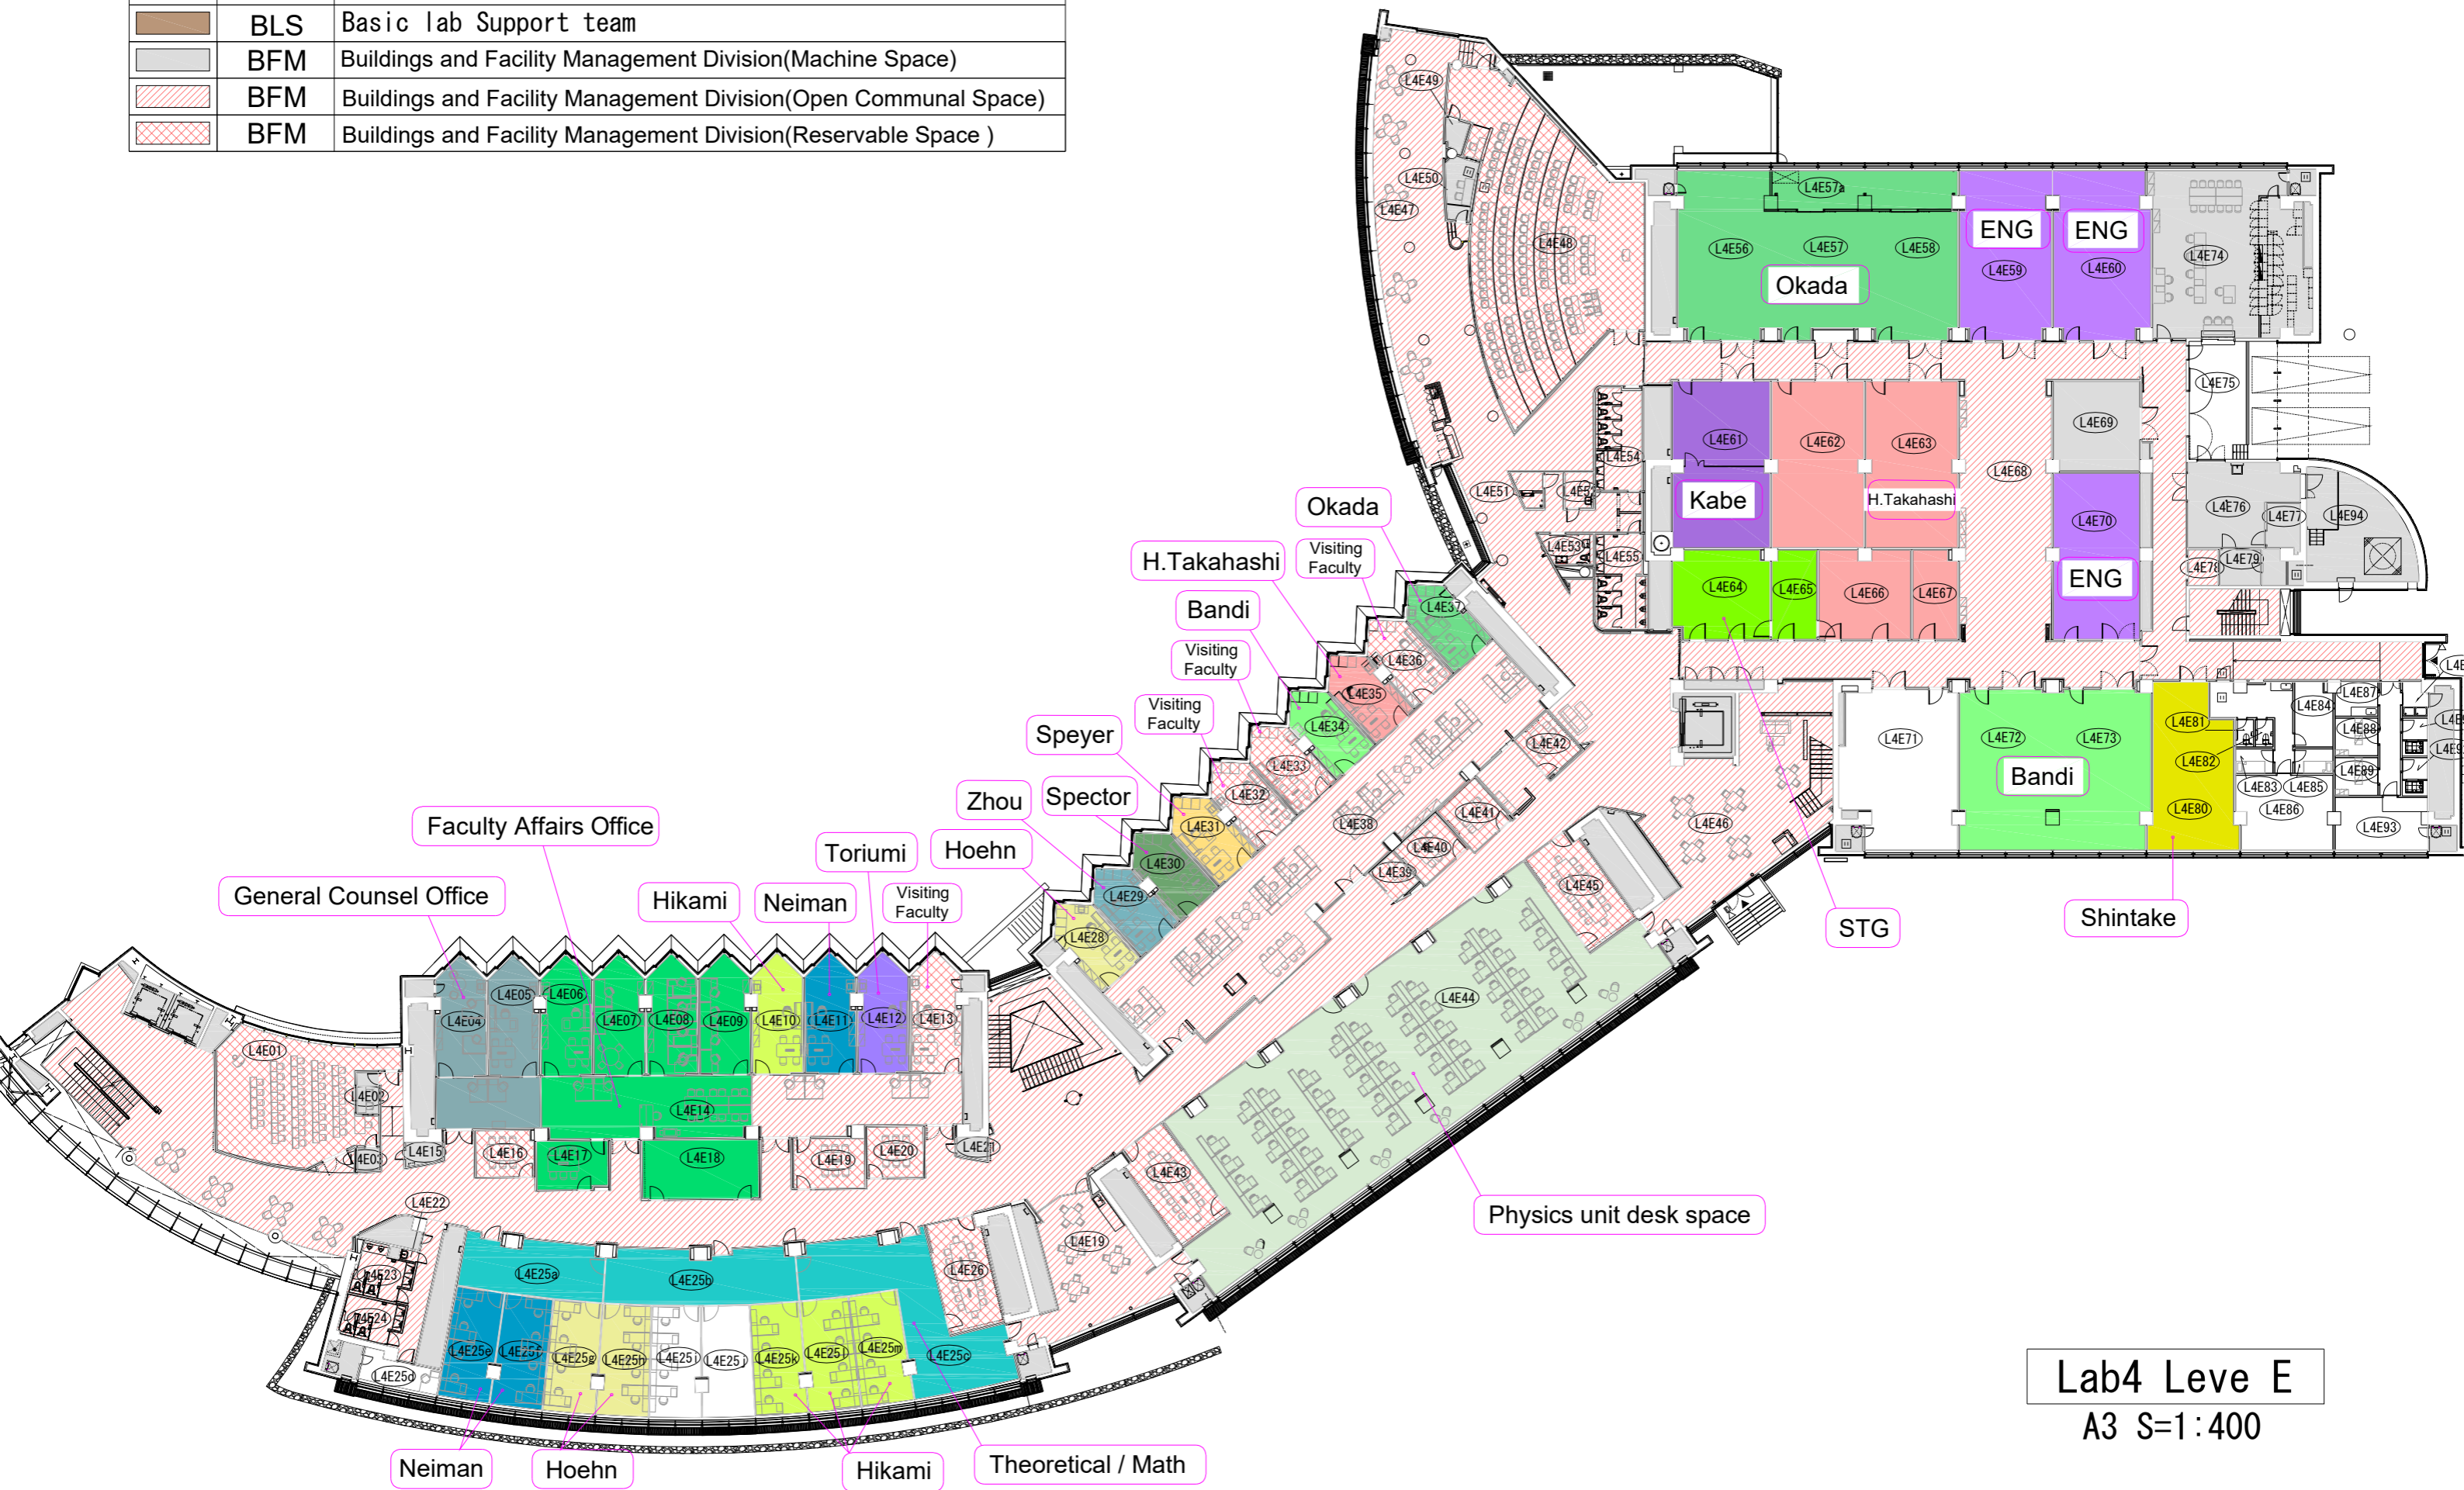 BLS Basic lab Support team
BFM Buildings and Facility Management Division(Machine Space)
BFM Buildings and Facility Management Division(Open Communal Space)
BFM Buildings and Facility Management Division(Reservable Space )
L4E49
L4E50
L4E47
L4E48
L4E57a
L4E56
L4E57
L4E58
Okada
ENG
L4E59
ENG
L4E60
L4E74
L4E75
L4E61
L4E62
L4E63
L4E68
L4E69
L4E54
L4E51
Kabe
H.Takahashi
L4E70
ENG
L4E76
L4E77
L4E94
L4E53
L4E55
L4E64
L4E65
L4E66
L4E67
L4E78
L4E79
Okada
Visiting
Faculty
H.Takahashi
Bandi
Visiting
Faculty
Visiting
Faculty
Speyer
Spector
Zhou
Hoehn
L4E37
L4E36
L4E35
L4E34
L4E33
L4E32
L4E31
L4E30
L4E29
L4E28
L4E38
L4E42
L4E41
L4E40
L4E39
L4E45
L4E46
L4E71
L4E72
L4E73
Bandi
L4E81
L4E82
L4E80
L4E84
L4E87
L4E88
L4E89
L4E83
L4E85
L4E86
L4E93
STG
Shintake
Faculty Affairs Office
General Counsel Office
Toriumi
Hikami
Neiman
Visiting
Faculty
L4E04
L4E05
L4E06
L4E07
L4E08
L4E09
L4E10
L4E11
L4E12
L4E13
L4E01
L4E02
L4E03
L4E14
L4E15
L4E16
L4E17
L4E18
L4E19
L4E20
L4E21
L4E22
L4E44
L4E43
Physics unit desk space
L4E19
L4E23
L4E24
L4E25a
L4E25b
L4E26
L4E25d
L4E25e
L4E25f
L4E25g
L4E25h
L4E25i
L4E25j
L4E25k
L4E25l
L4E25m
L4E25c
Neiman
Hoehn
Hikami
Theoretical / Math
Lab4 Leve E
A3 S=1:400